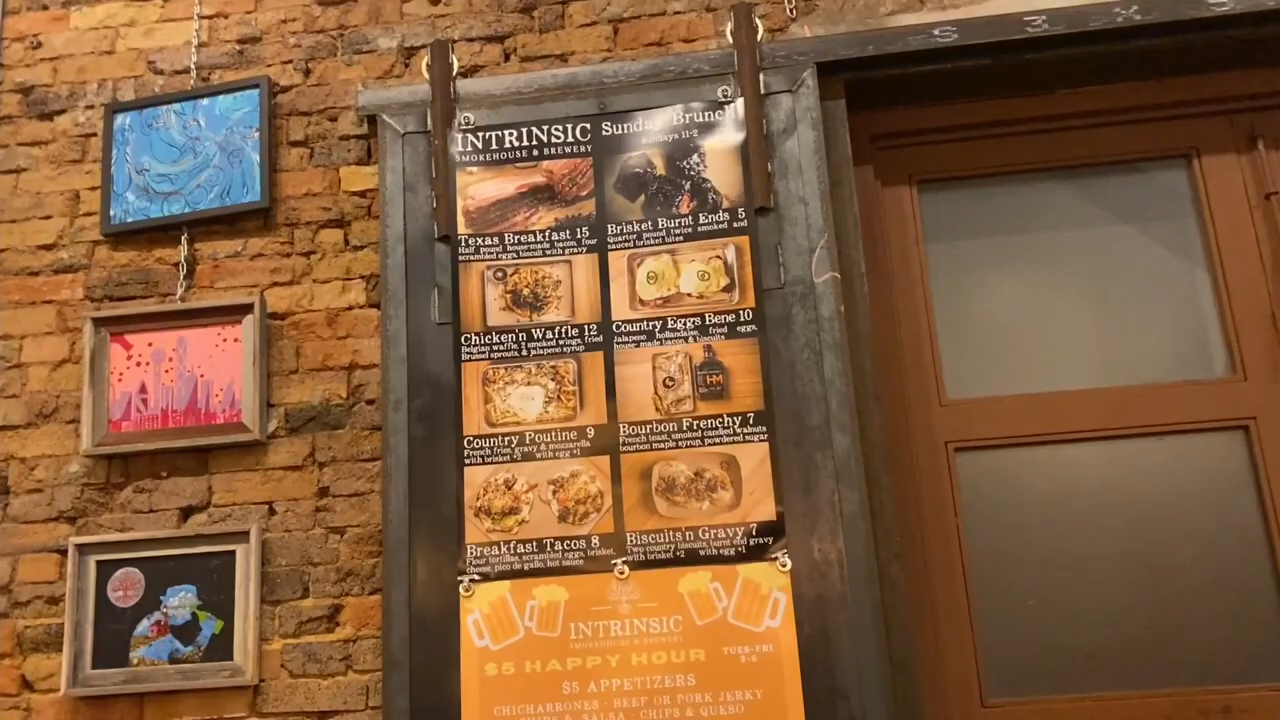 INTRINSIC
SMOKEHOUSE & BREWERY
Sunday Brunch
Sundays 11-2
Texas Breakfast 15
Half pound house-made bacon, four
scrambled eggs, biscuit with gravy
Brisket Burnt Ends 5
Quarter pound twice smoked and
sauced brisket bites
Chicken'n Waffle 12
Belgian waffle, 2 smoked wings, fried
Brussel sprouts, & jalapeno syrup
Country Eggs Bene 10
Jalapeno hollandaise, fried eggs,
house-made bacon, & biscuits
Country Poutine 9
French fries, gravy & mozzarella
with brisket +2 with egg +1
Bourbon Frenchy 7
French toast, smoked candied walnuts
bourbon maple syrup, powdered sugar
Breakfast Tacos 8
Flour tortillas, scrambled eggs, brisket,
cheese, pico de gallo, hot sauce
Biscuits'n Gravy 7
Two country biscuits, burnt end gravy
with brisket +2 with egg +1
HM
INTRINSIC
SMOKEHOUSE & BREWERY
$5 HAPPY HOUR
TUES-FRI
3-6
$5 APPETIZERS
CHICHARRONES · BEEF OR PORK JERKY
CHIPS & SALSA · CHIPS & QUESO